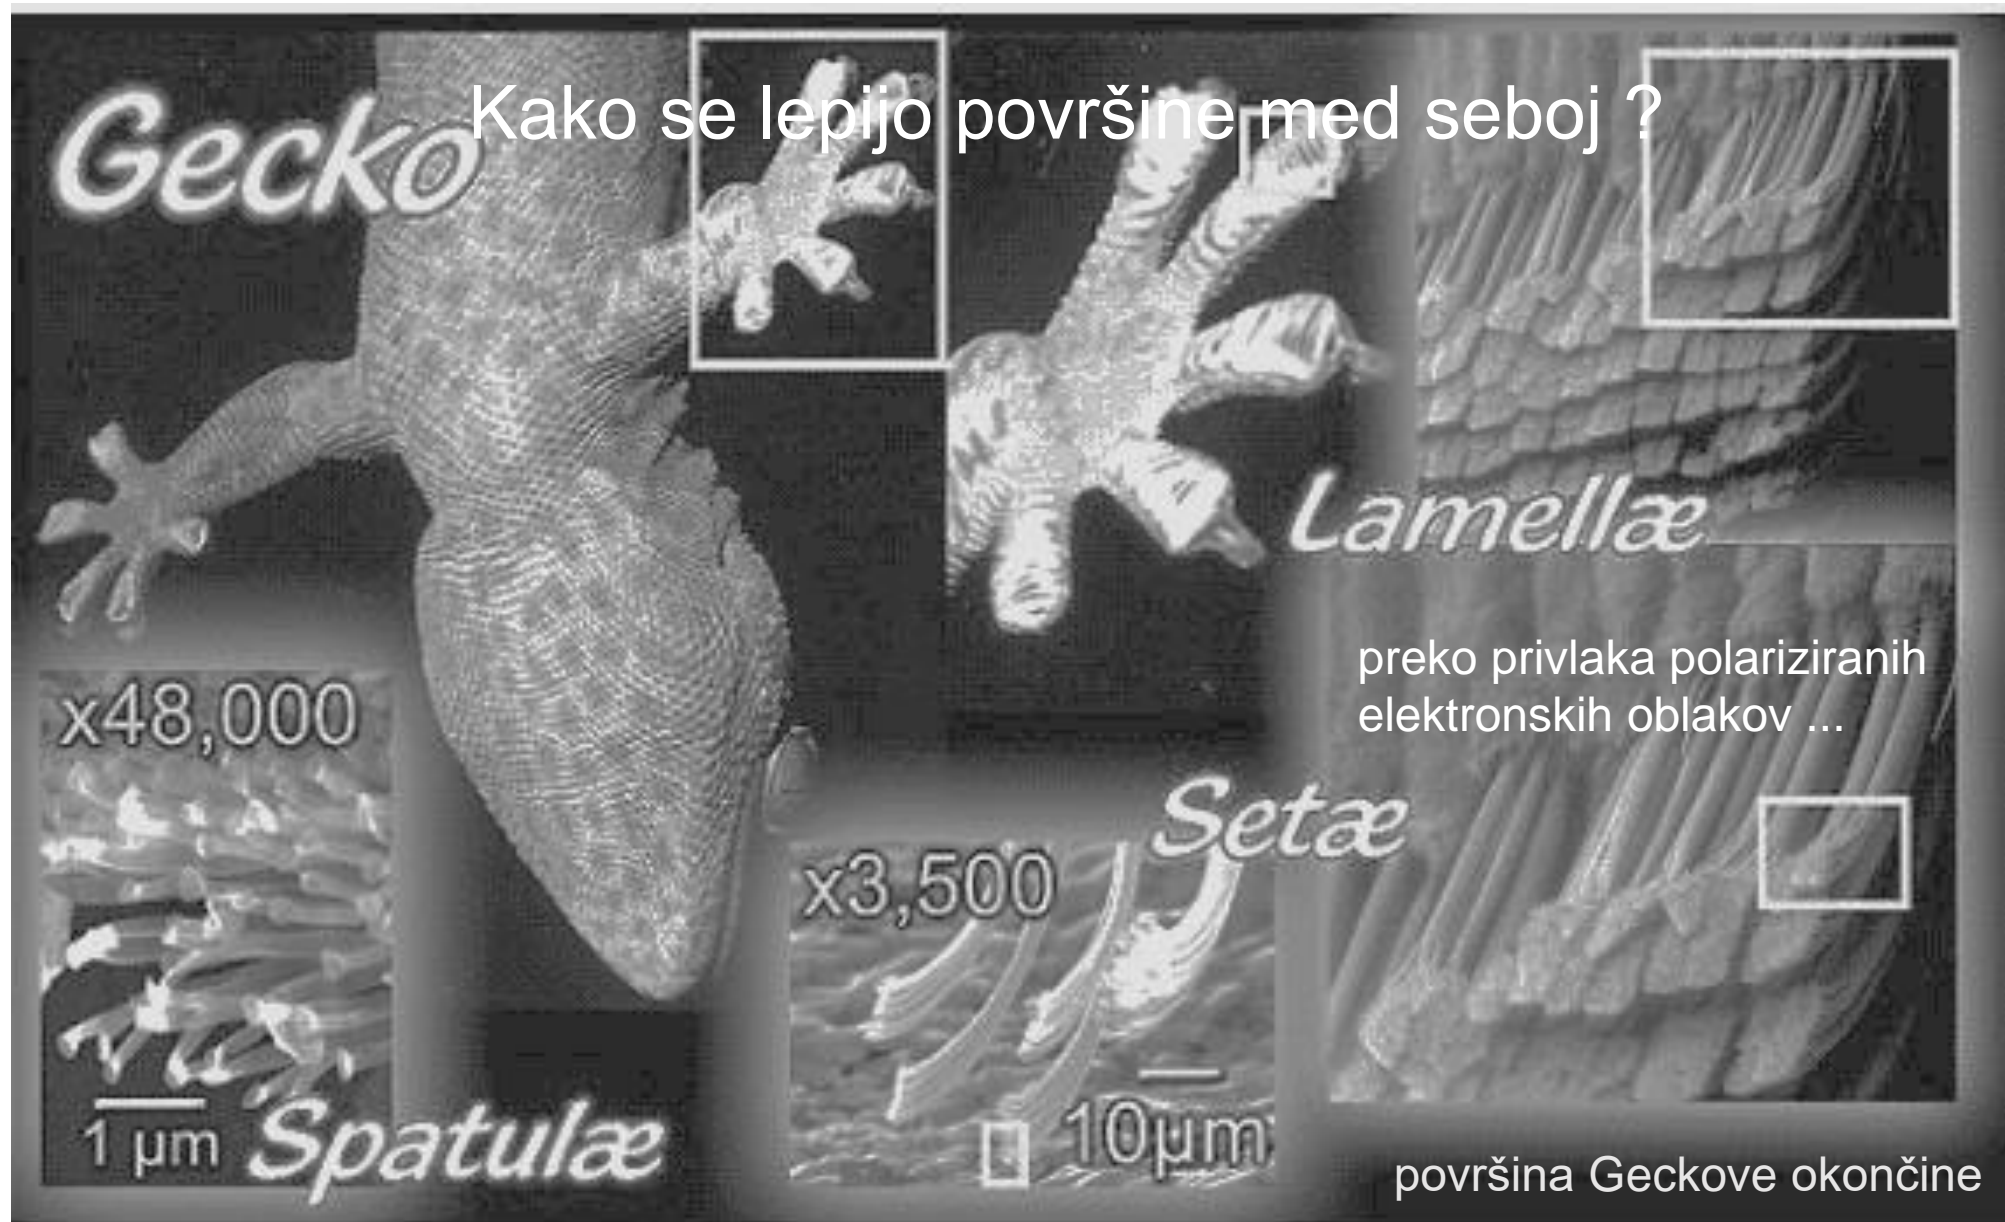 Kako se lepijo površine med seboj ?
Gecko
Lamellæ
preko privlaka polariziranih
elektronskih oblakov ...
x48,000
Setæ
x3,500
10µm
1 µm
Spatulæ
površina Geckove okončine